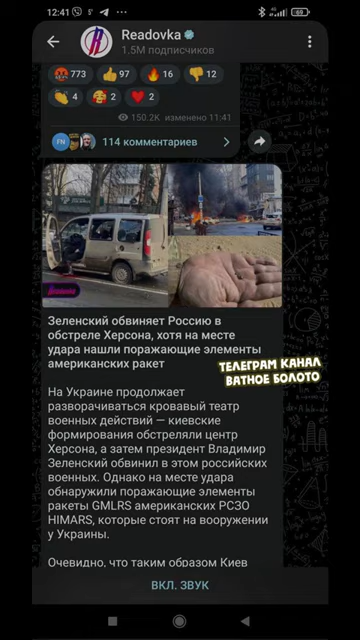 12:41
69
Readovka
1.5M подписчиков
773 97 16 12
4 2 2
150.2K изменено 11:41
FN 114 комментариев
Зеленский обвиняет Россию в
обстреле Херсона, хотя на месте
удара нашли поражающие элементы
американских ракет
ТЕЛЕГРАМ КАНАЛ
ВАТНОЕ БОЛОТО
На Украине продолжает
разворачиваться кровавый театр
военных действий — киевские
формирования обстреляли центр
Херсона, а затем президент Владимир
Зеленский обвинил в этом российских
военных. Однако на месте удара
обнаружили поражающие элементы
ракеты GMLRS американских РСЗО
HIMARS, которые стоят на вооружении
у Украины.
Очевидно, что таким образом Киев
ВКЛ. ЗВУК